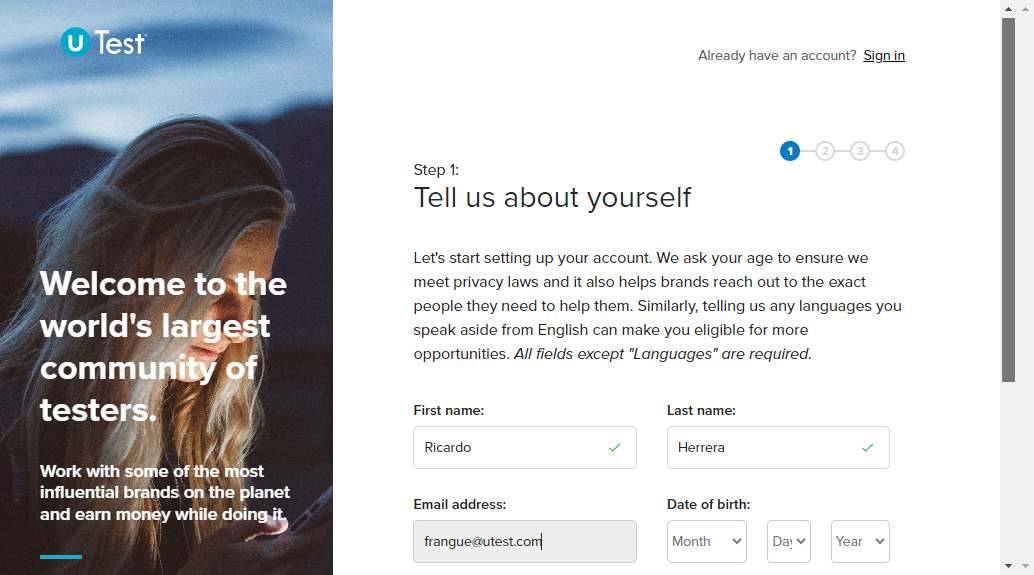 U Test
Already have an account? Sign in
1 2 3 4
Step 1:
Tell us about yourself
Let's start setting up your account. We ask your age to ensure we
meet privacy laws and it also helps brands reach out to the exact
people they need to help them. Similarly, telling us any languages you
speak aside from English can make you eligible for more
opportunities. All fields except "Languages" are required.
Welcome to the
world's largest
community of
testers.
Work with some of the most
influential brands on the planet
and earn money while doing it.
First name: Last name:
Ricardo Herrera
Email address: Date of birth:
frangue@utest.com Month Day Year